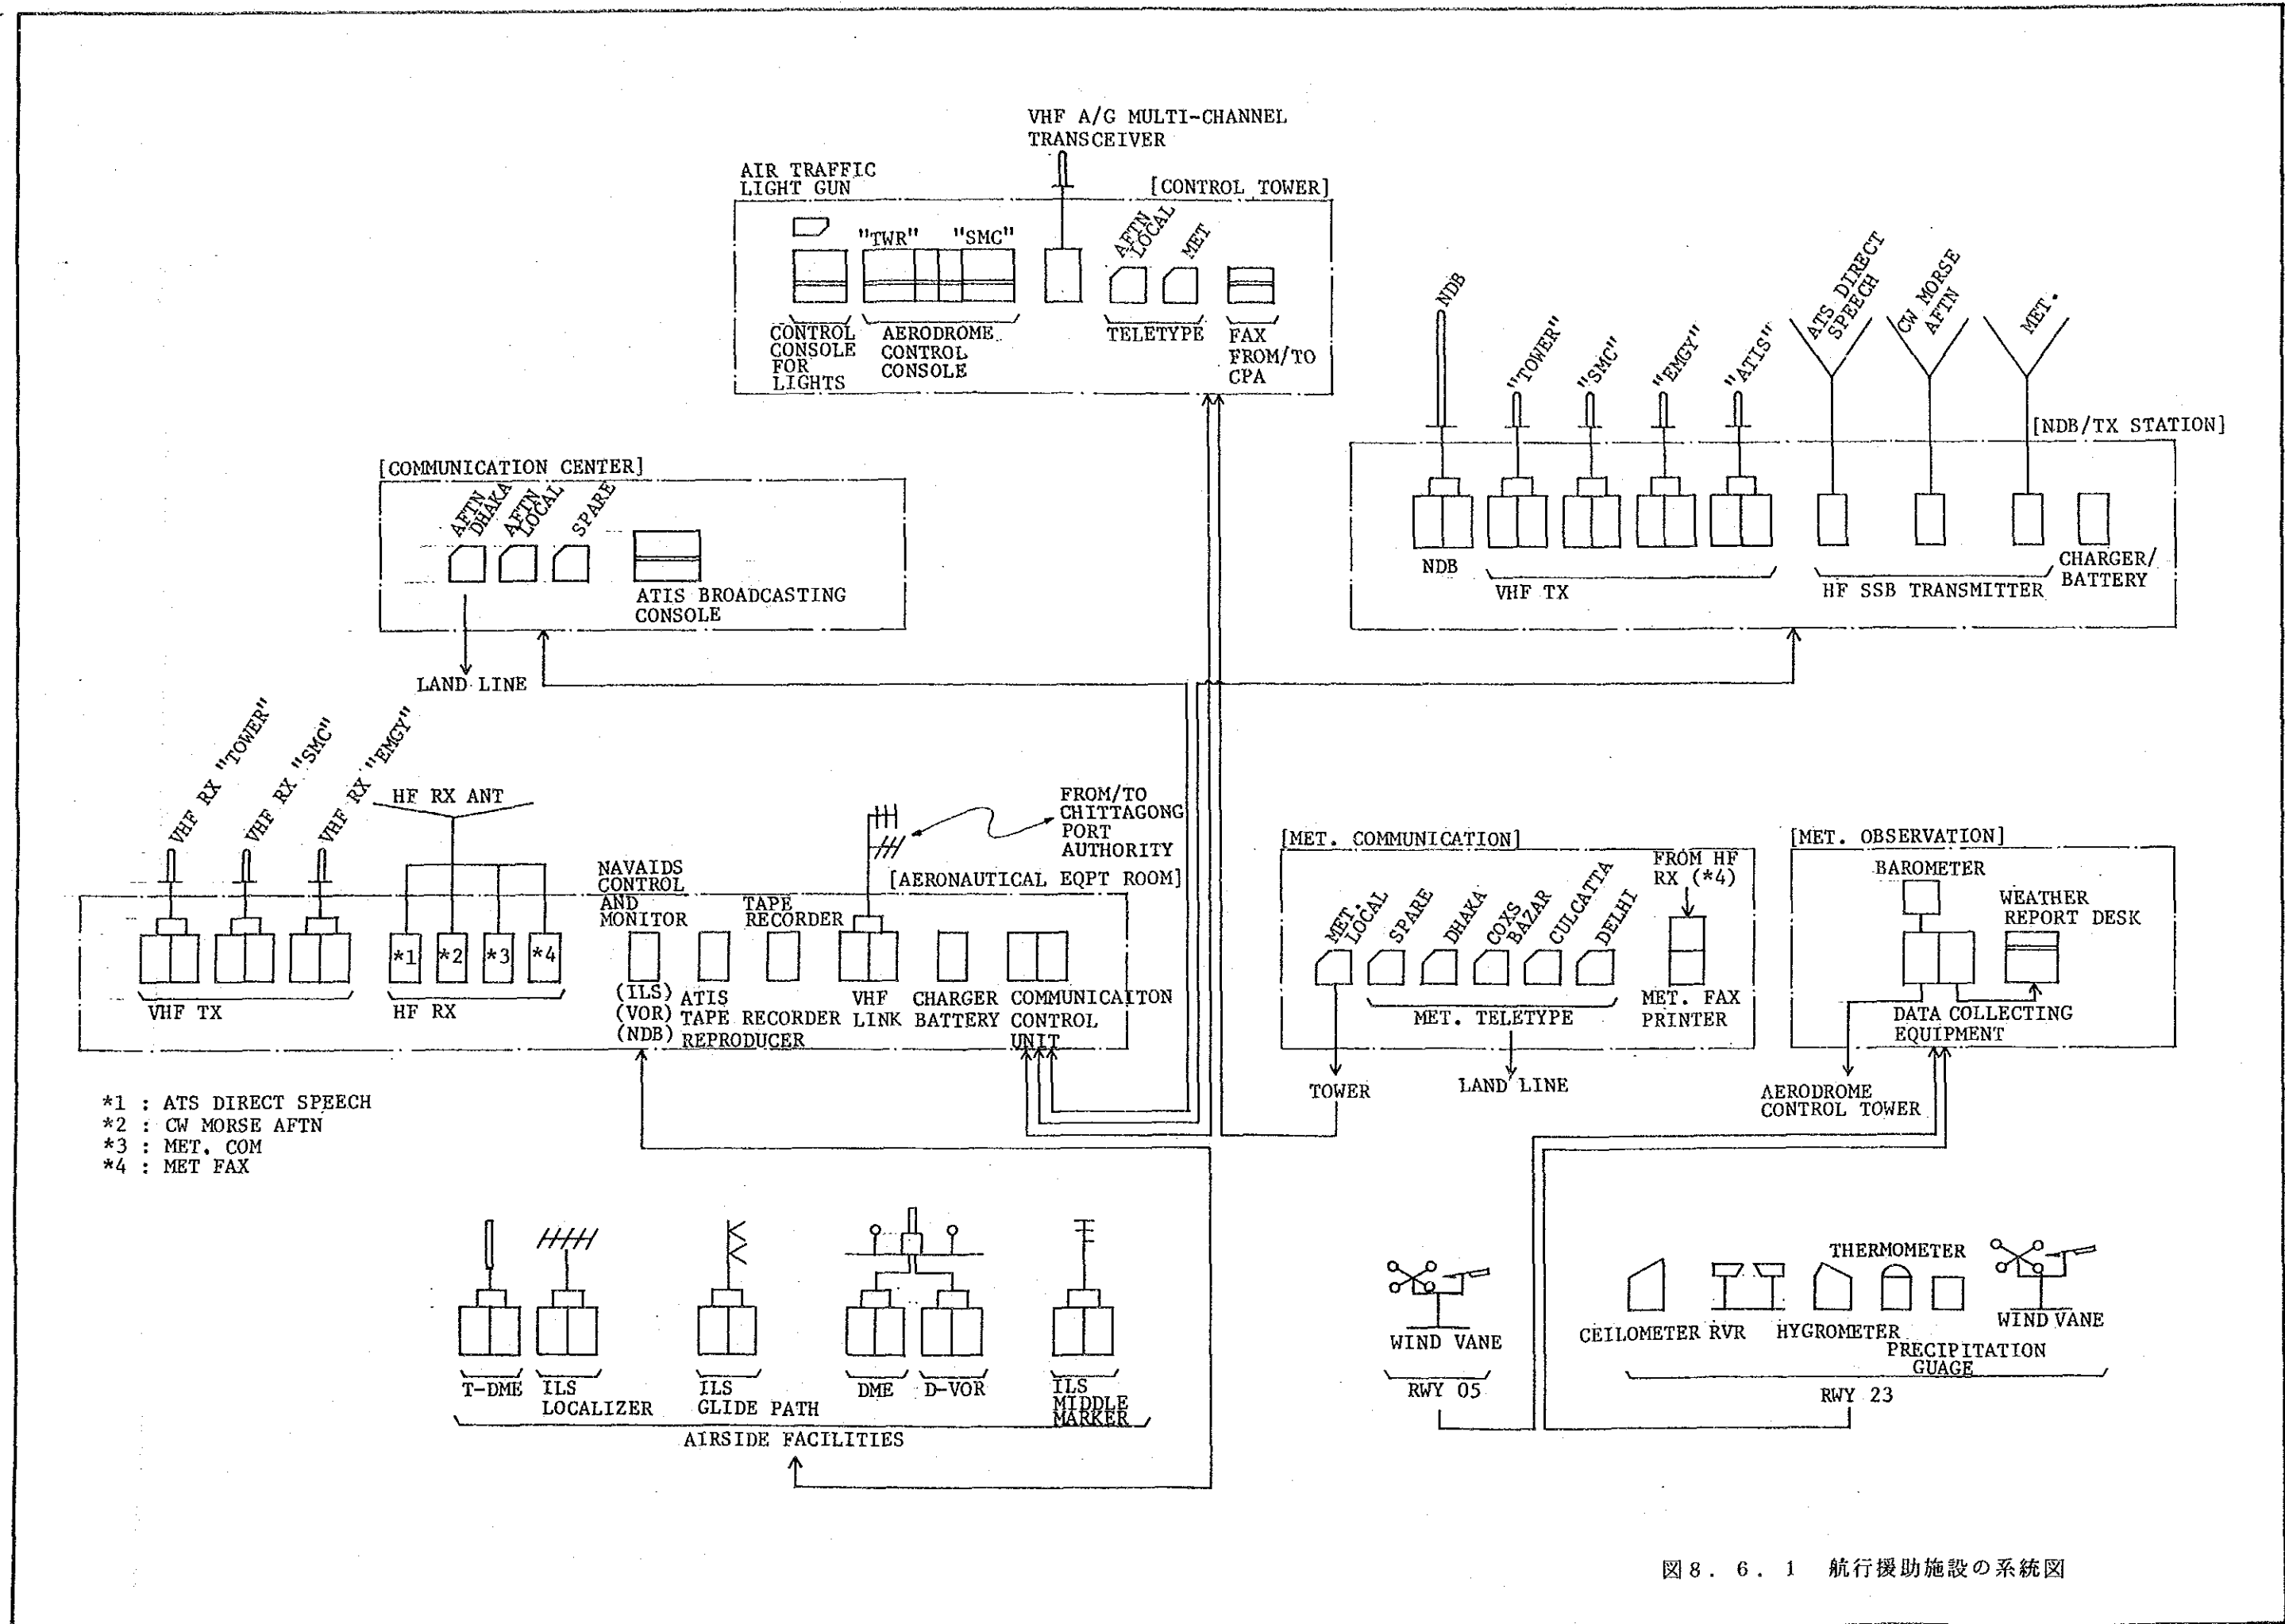 VHF A/G MULTI-CHANNEL
TRANSCEIVER
AIR TRAFFIC
LIGHT GUN
[CONTROL TOWER]
"TWR"
"SMC"
AFTN
LOCAL
MET
CONTROL
CONSOLE
FOR
LIGHTS
AERODROME
CONTROL
CONSOLE
TELETYPE
FAX
FROM/TO
CPA
NDB
"TOWER"
"SMC"
"EMGY"
"ATIS"
ATS DIRECT
SPEECH
CW MORSE
AFTN
MET.
[NDB/TX STATION]
NDB
VHF TX
HF SSB TRANSMITTER
CHARGER/
BATTERY
[COMMUNICATION CENTER]
AFTN
DHAKA
AFTN
LOCAL
SPARE
ATIS BROADCASTING
CONSOLE
LAND LINE
VHF RX "TOWER"
VHF RX "SMC"
VHF RX "EMGY"
HF RX ANT
FROM/TO
CHITTAGONG
PORT
AUTHORITY
[AERONAUTICAL EQPT ROOM]
NAVAIDS
CONTROL
AND
MONITOR
TAPE
RECORDER
*1
*2
*3
*4
VHF TX
HF RX
(ILS)
(VOR)
(NDB)
ATIS
TAPE RECORDER
REPRODUCER
VHF
LINK
CHARGER
BATTERY
COMMUNICAITON
CONTROL
UNIT
[MET. COMMUNICATION]
FROM HF
RX (*4)
MET.
LOCAL
SPARE
DHAKA
COXS
BAZAR
CULCATTA
DELHI
MET. TELETYPE
MET. FAX
PRINTER
TOWER
LAND LINE
[MET. OBSERVATION]
BAROMETER
WEATHER
REPORT DESK
DATA COLLECTING
EQUIPMENT
AERODROME
CONTROL TOWER
*1 : ATS DIRECT SPEECH
*2 : CW MORSE AFTN
*3 : MET. COM
*4 : MET FAX
T-DME
ILS
LOCALIZER
ILS
GLIDE PATH
DME
D-VOR
ILS
MIDDLE
MARKER
AIRSIDE FACILITIES
WIND VANE
RWY 05
THERMOMETER
CEILOMETER
RVR
HYGROMETER
PRECIPITATION
GUAGE
WIND VANE
RWY 23
図8.6.1 航行援助施設の系統図